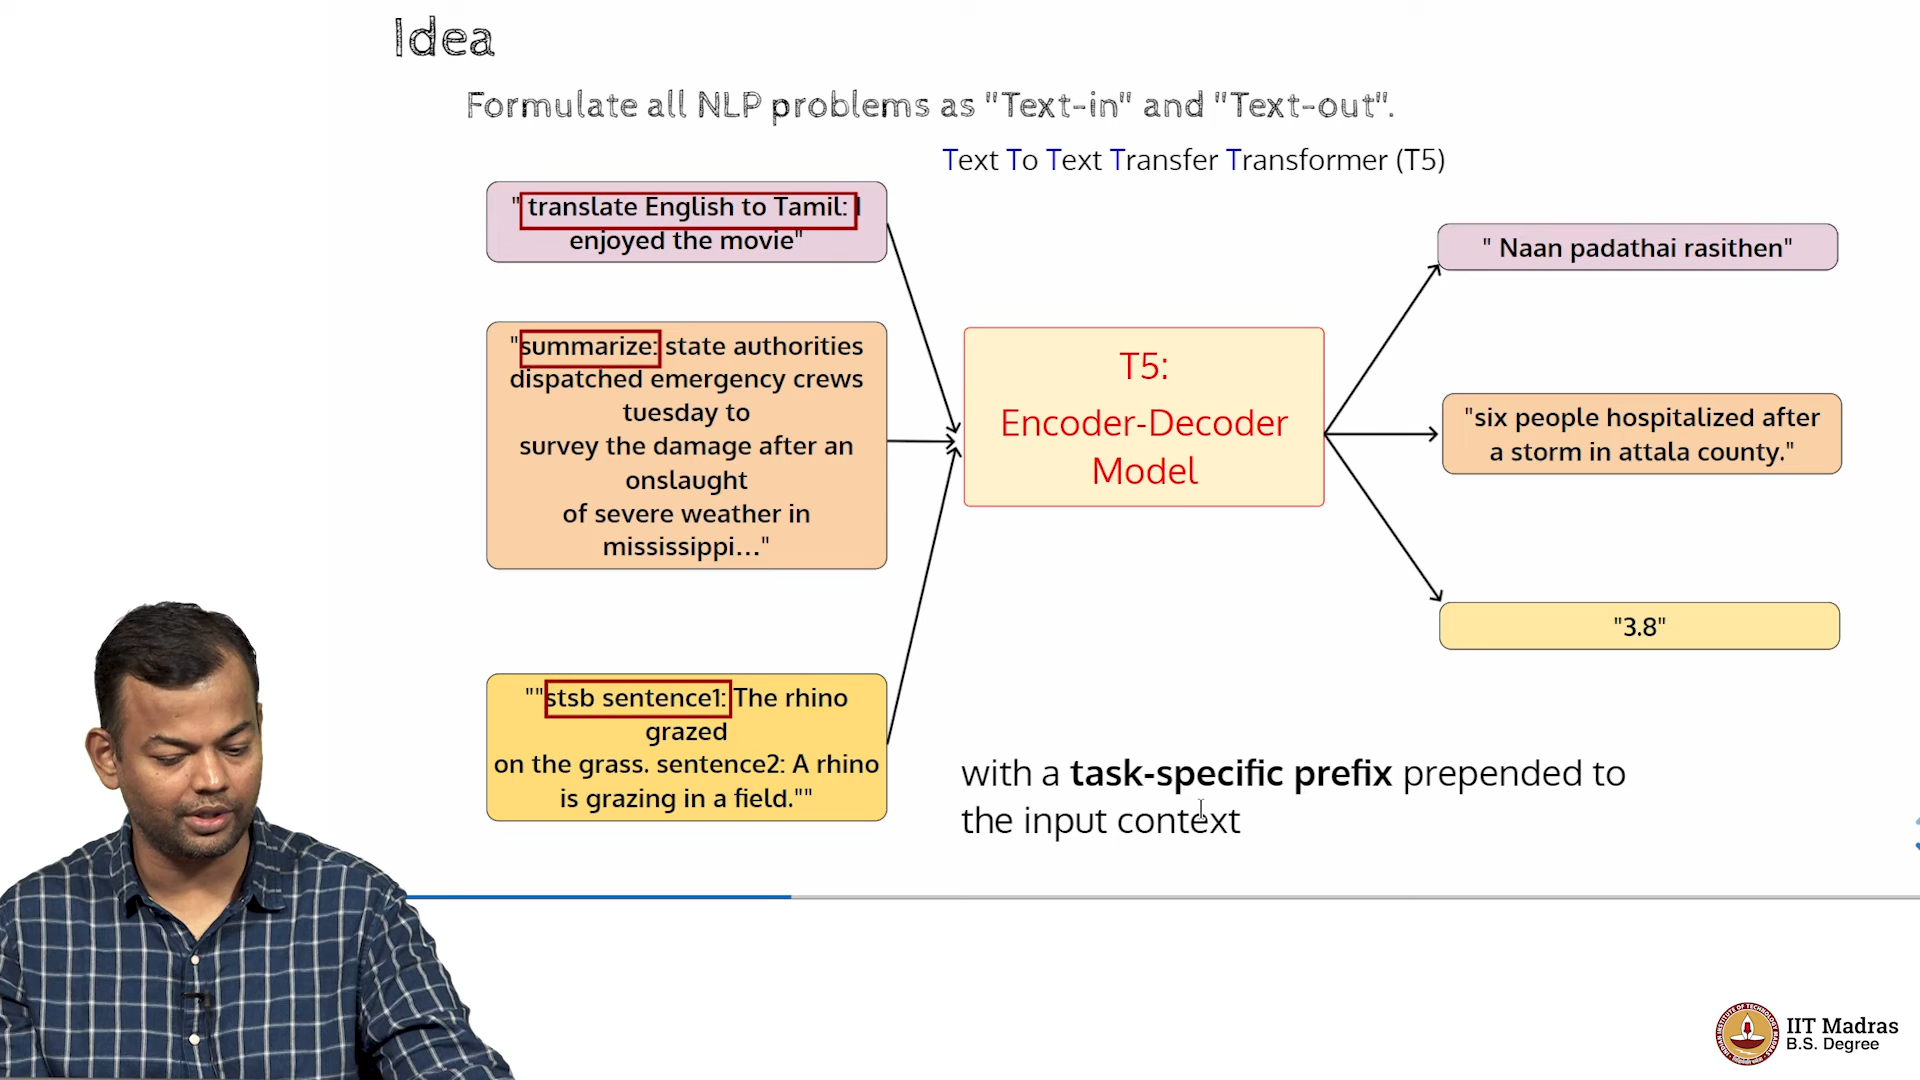 Idea
Formulate all NLP problems as "Text-in" and "Text-out".
Text To Text Transfer Transformer (T5)
" translate English to Tamil: I
enjoyed the movie"
"summarize: state authorities
dispatched emergency crews
tuesday to
survey the damage after an
onslaught
of severe weather in
mississippi..."
""stsb sentence1: The rhino
grazed
on the grass. sentence2: A rhino
is grazing in a field.""
T5:
Encoder-Decoder
Model
" Naan padathai rasithen"
"six people hospitalized after
a storm in attala county."
"3.8"
with a task-specific prefix prepended to
the input context
IIT Madras
B.S. Degree